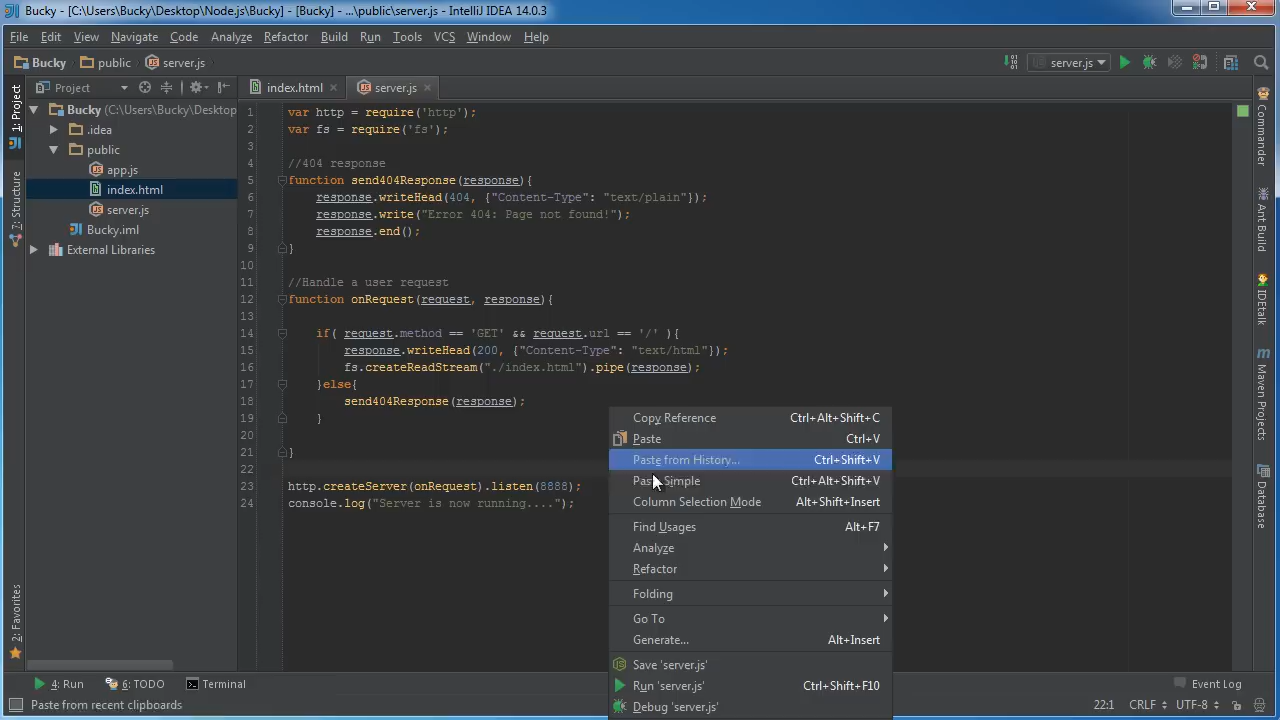 Bucky - [C:\Users\Bucky\Desktop\Node.js\Bucky] - [Bucky] - ...\public\server.js - IntelliJ IDEA 14.0.3
File Edit View Navigate Code Analyze Refactor Build Run Tools VCS Window Help
Bucky public server.js
server.js
1: Project
7: Structure
2: Favorites
Project
Bucky (C:\Users\Bucky\Desktop
.idea
public
app.js
index.html
server.js
Bucky.iml
External Libraries
index.html server.js
1 var http = require('http');
2 var fs = require('fs');
3
4 //404 response
5 function send404Response(response){
6 response.writeHead(404, {"Content-Type": "text/plain"});
7 response.write("Error 404: Page not found!");
8 response.end();
9 }
10
11 //Handle a user request
12 function onRequest(request, response){
13
14 if( request.method == 'GET' && request.url == '/' ){
15 response.writeHead(200, {"Content-Type": "text/html"});
16 fs.createReadStream("./index.html").pipe(response);
17 }else{
18 send404Response(response);
19 }
20
21 }
22
23 http.createServer(onRequest).listen(8888);
24 console.log("Server is now running....");
Copy Reference Ctrl+Alt+Shift+C
Paste Ctrl+V
Paste from History... Ctrl+Shift+V
Paste Simple Ctrl+Alt+Shift+V
Column Selection Mode Alt+Shift+Insert
Find Usages Alt+F7
Analyze
Refactor
Folding
Go To
Generate... Alt+Insert
Save 'server.js'
Run 'server.js' Ctrl+Shift+F10
Debug 'server.js'
Commander
Ant Build
IDEtalk
Maven Projects
Database
4: Run 6: TODO Terminal Event Log
Paste from recent clipboards 22:1 CRLF UTF-8